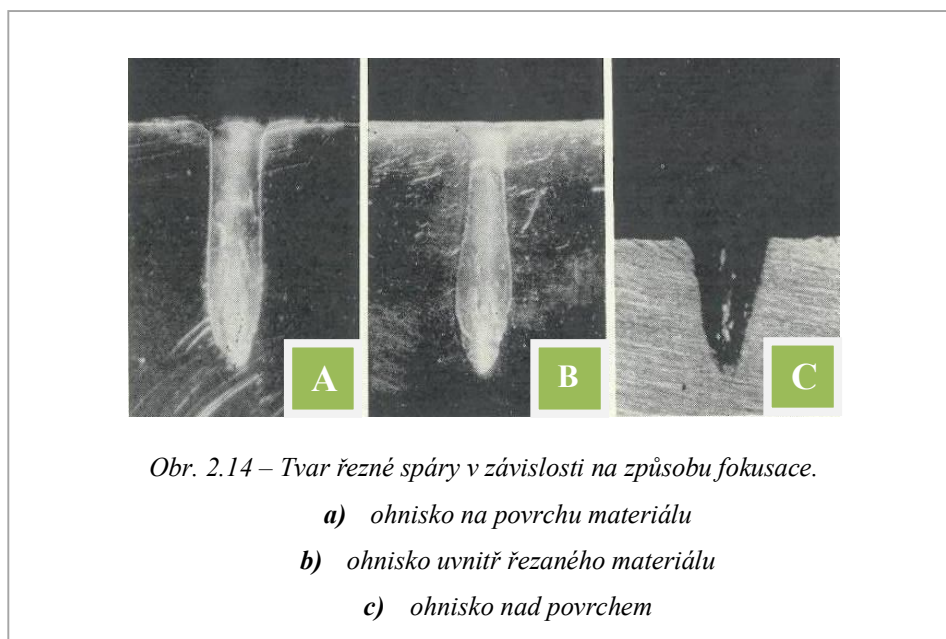 A B C
Obr. 2.14 – Tvar řezné spáry v závislosti na způsobu fokusace.
a) ohnisko na povrchu materiálu
b) ohnisko uvnitř řezaného materiálu
c) ohnisko nad povrchem